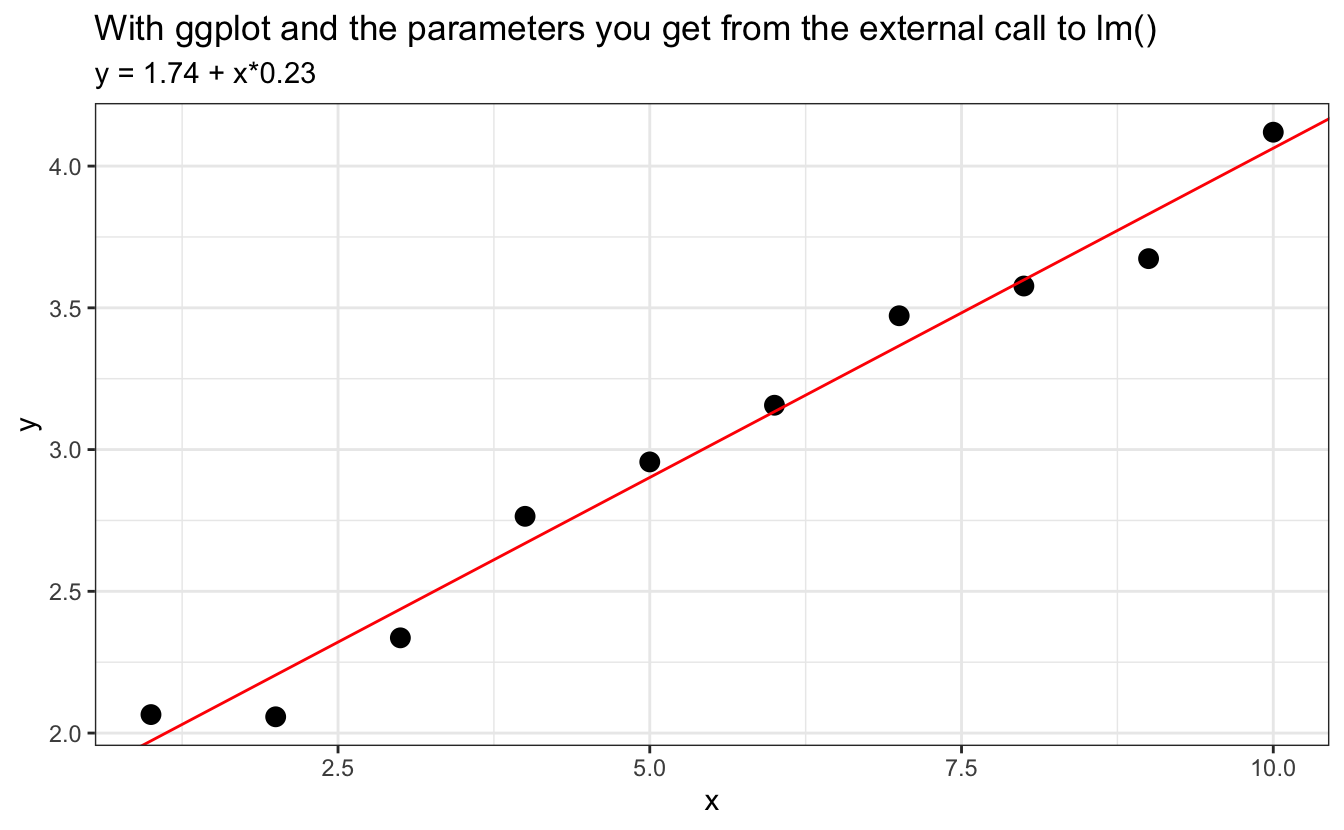 With ggplot and the parameters you get from the external call to lm()
y = 1.74 + x*0.23
4.0
3.5
3.0
2.5
2.0
y
2.5 5.0 7.5 10.0
x